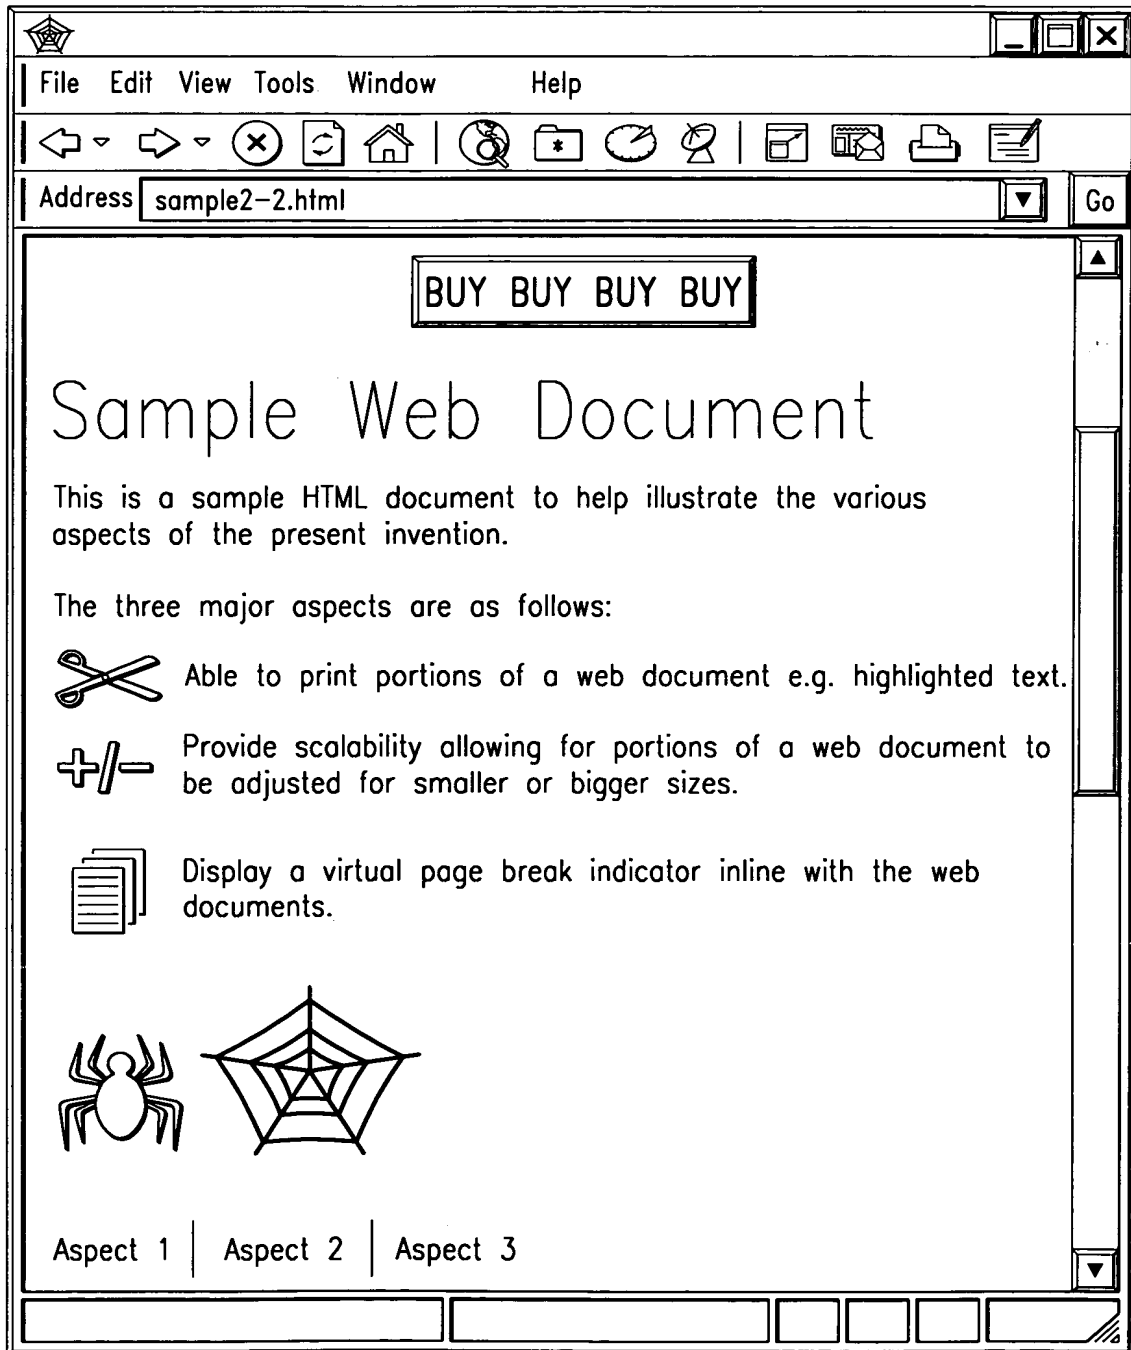 File Edit View Tools Window Help
Address sample2-2.html Go
BUY BUY BUY BUY
Sample Web Document
This is a sample HTML document to help illustrate the various
aspects of the present invention.
The three major aspects are as follows:
Able to print portions of a web document e.g. highlighted text.
+/-
Provide scalability allowing for portions of a web document to
be adjusted for smaller or bigger sizes.
Display a virtual page break indicator inline with the web
documents.
Aspect 1 | Aspect 2 | Aspect 3